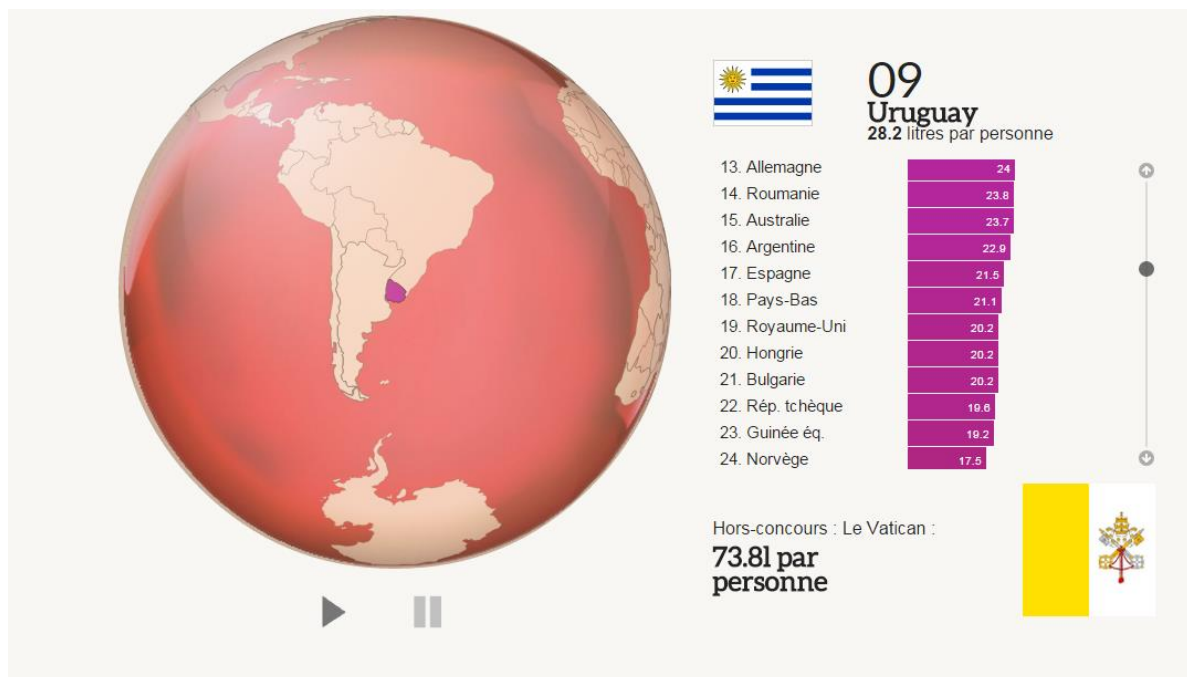 09
Uruguay
28.2 litres par personne
13. Allemagne 24
14. Roumanie 23.8
15. Australie 23.7
16. Argentine 22.9
17. Espagne 21.5
18. Pays-Bas 21.1
19. Royaume-Uni 20.2
20. Hongrie 20.2
21. Bulgarie 20.2
22. Rép. tchèque 19.6
23. Guinée éq. 19.2
24. Norvège 17.5
Hors-concours : Le Vatican :
73.8l par
personne